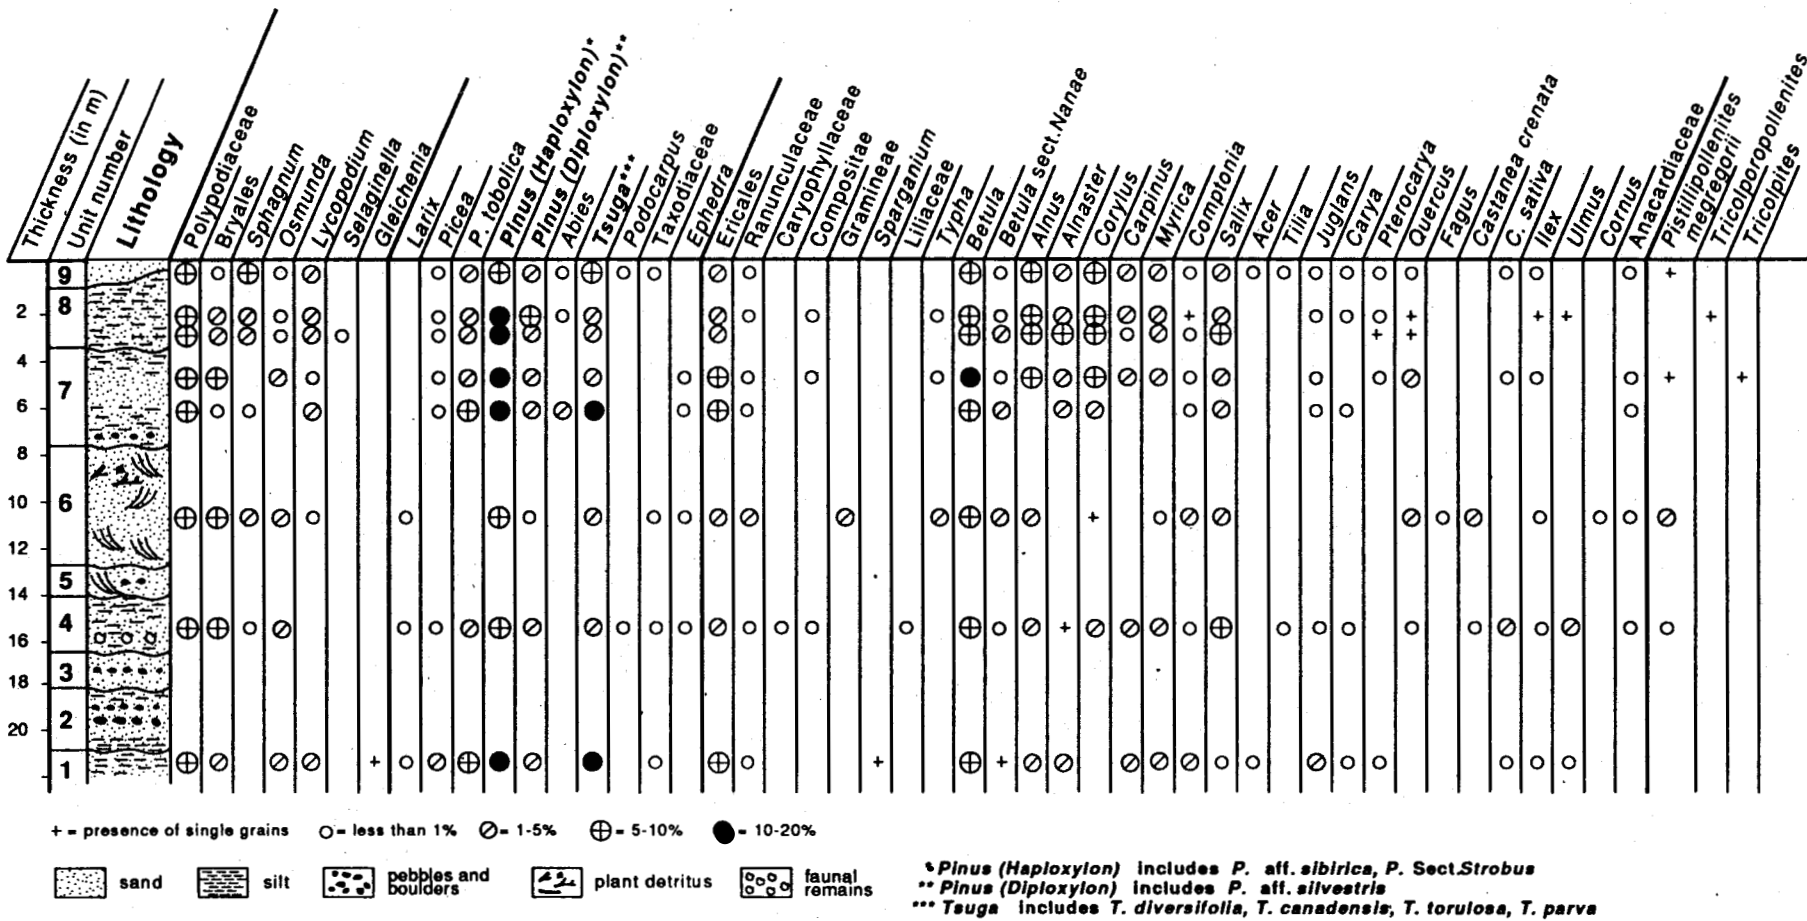 Thickness (in m)
Unit number
Lithology
Polypodiaceae
Bryales
Sphagnum
Osmunda
Lycopodium
Selaginella
Gleichenia
Larix
Picea
P. tobolica
Pinus (Haploxylon)*
Pinus (Diploxylon)**
Abies
Tsuga***
Podocarpus
Taxodiaceae
Ephedra
Ericales
Ranunculaceae
Caryophyllaceae
Compositae
Gramineae
Sparganium
Liliaceae
Typha
Betula
Betula sect. Nanae
Alnus
Alnaster
Corylus
Carpinus
Myrica
Comptonia
Salix
Acer
Tilia
Juglans
Carya
Pterocarya
Quercus
Fagus
Castanea crenata
C. sativa
Ilex
Ulmus
Cornus
Anacardiaceae
Pistillipollenites
megregorii
Tricolporopollenites
Tricolpites
9
2
8
4
7
6
8
10
6
12
5
14
4
16
3
18
2
20
1
+ = presence of single grains
= less than 1%
= 1-5%
= 5-10%
= 10-20%
sand
silt
pebbles and
boulders
plant detritus
faunal
remains
* Pinus (Haploxylon) includes P. aff. sibirica, P. Sect.Strobus
** Pinus (Diploxylon) includes P. aff. silvestris
*** Tsuga includes T. diversifolia, T. canadensis, T. torulosa, T. parva